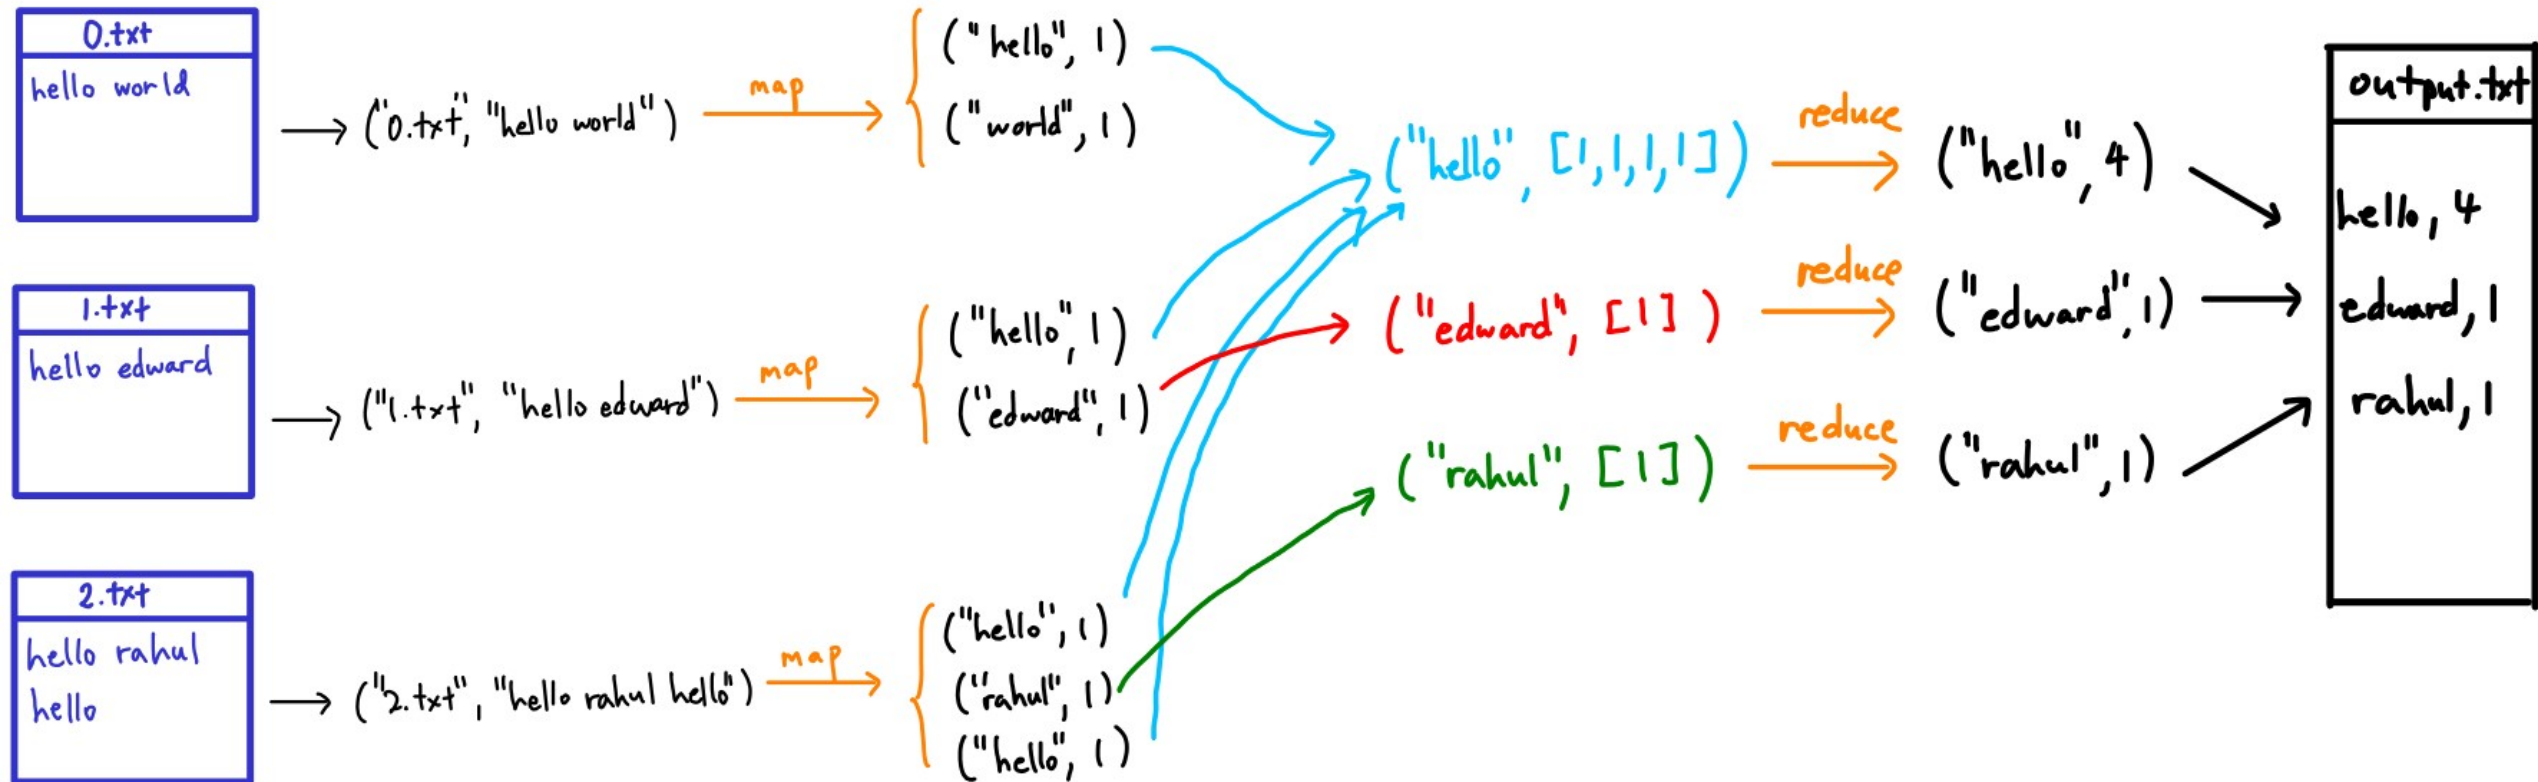 0.txt
hello world
("0.txt", "hello world")
map
("hello", 1)
("world", 1)
1.txt
hello edward
("1.txt", "hello edward")
map
("hello", 1)
("edward", 1)
2.txt
hello rahul
hello
("2.txt", "hello rahul hello")
map
("hello", 1)
("rahul", 1)
("hello", 1)
("hello", [1,1,1,1])
reduce
("hello", 4)
("edward", [1])
reduce
("edward", 1)
("rahul", [1])
reduce
("rahul", 1)
output.txt
hello, 4
edward, 1
rahul, 1